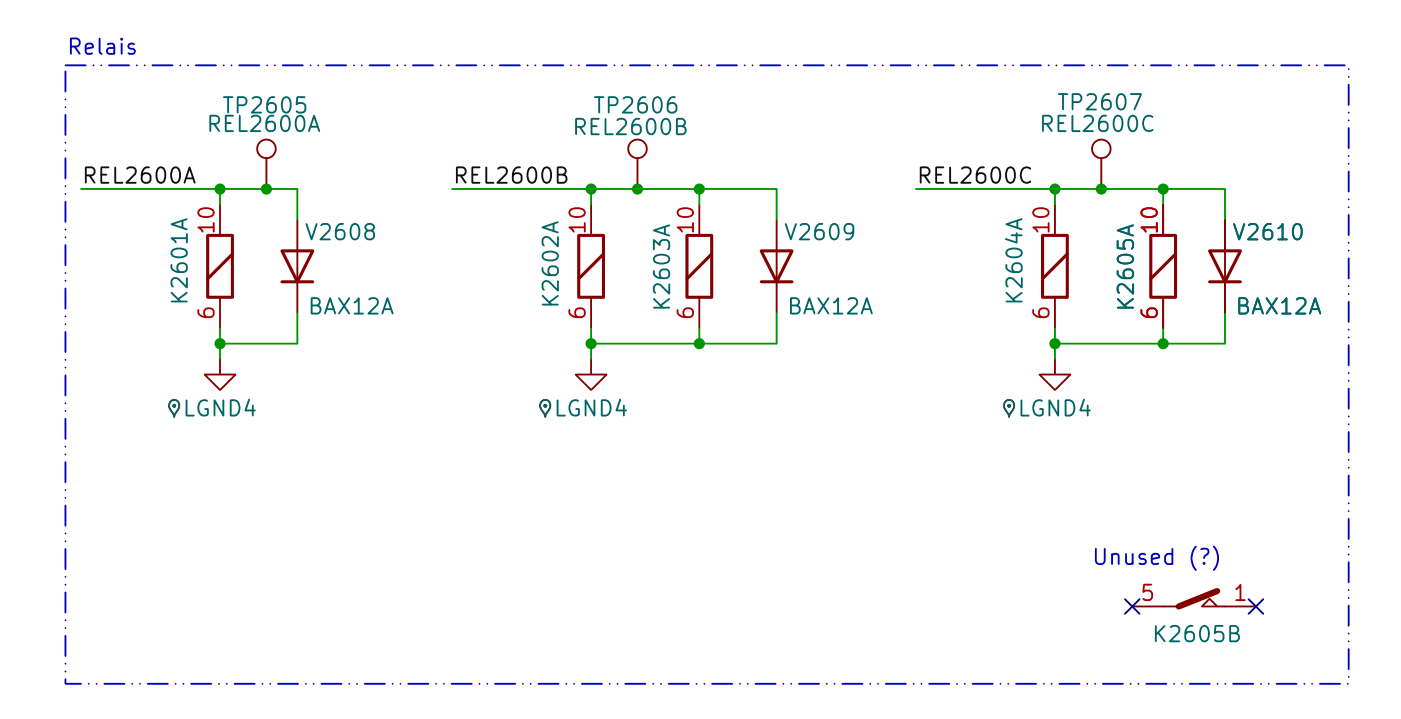 Relais
TP2605
REL2600A
REL2600A
10
K2601A
6
V2608
BAX12A
LGND4
TP2606
REL2600B
REL2600B
10
K2602A
6
10
K2603A
6
V2609
BAX12A
LGND4
TP2607
REL2600C
REL2600C
10
K2604A
6
10
K2605A
6
V2610
BAX12A
LGND4
Unused (?)
5 1
K2605B